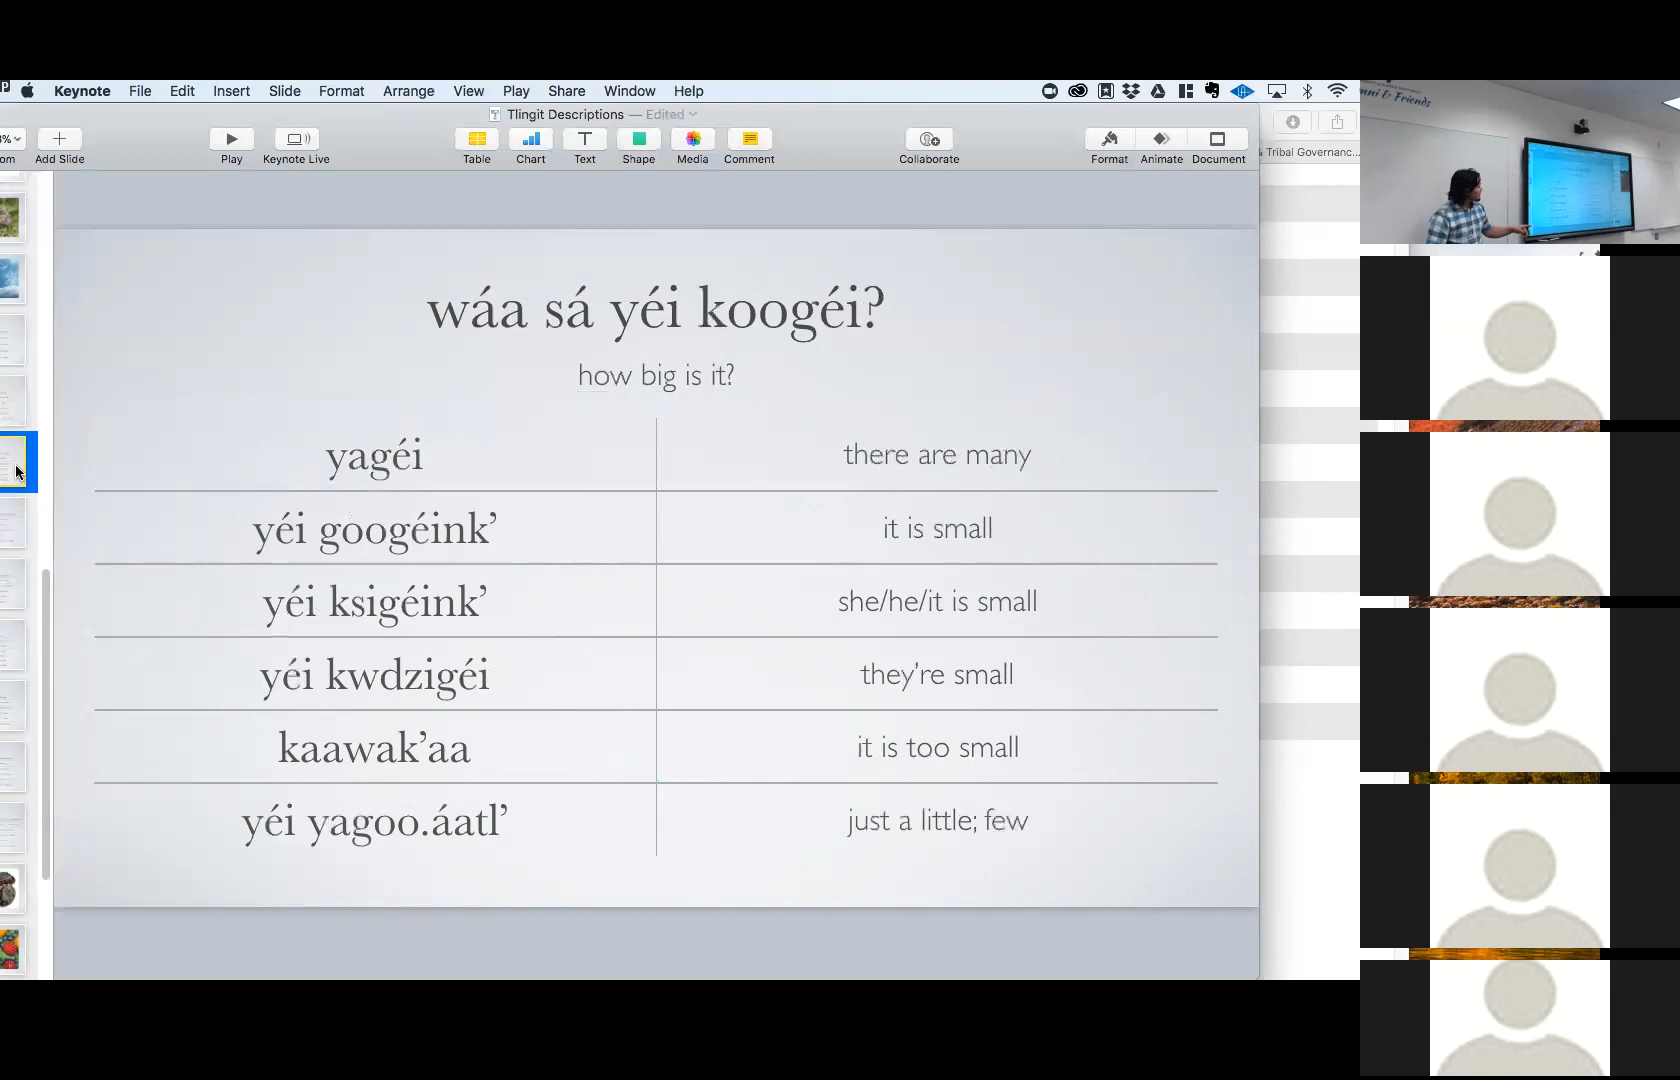 Keynote File Edit Insert Slide Format Arrange View Play Share Window Help
Tlingit Descriptions — Edited
Add Slide Play Keynote Live Table Chart Text Shape Media Comment Collaborate Format Animate Document
Tribal Governanc...
& Friends
wáa sá yéi koogéi?
how big is it?
yagéi there are many
yéi googéink’ it is small
yéi ksigéink’ she/he/it is small
yéi kwdzigéi they’re small
kaawak’aa it is too small
yéi yagoo.áatl’ just a little; few